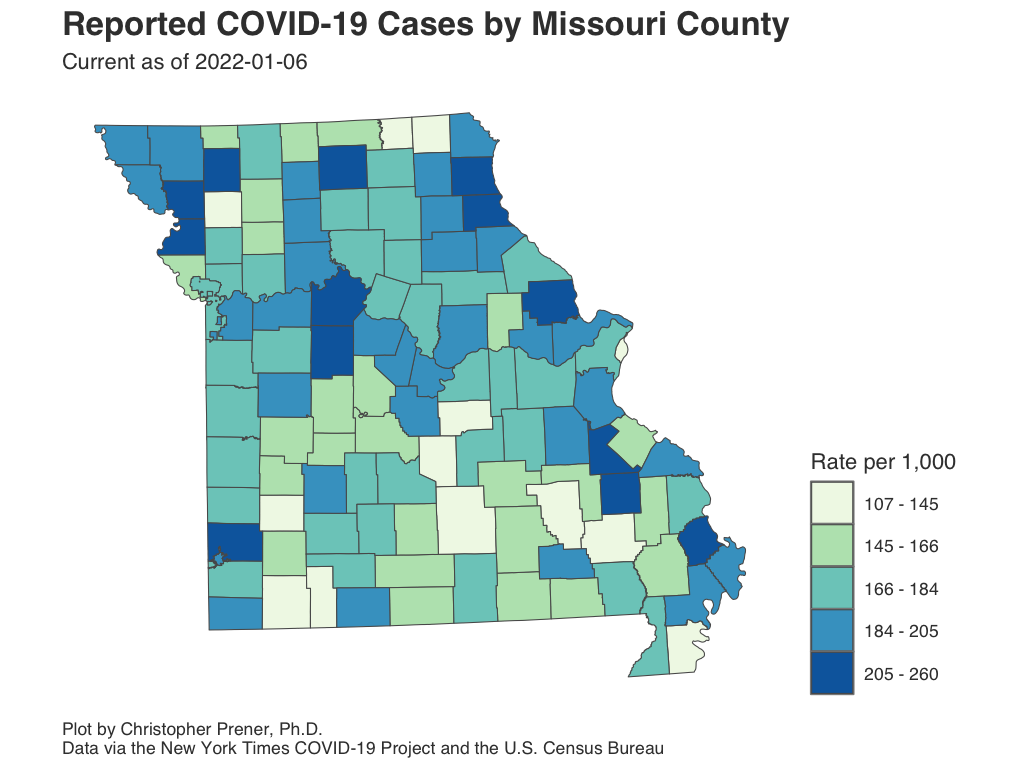 Reported COVID-19 Cases by Missouri County
Current as of 2022-01-06
Rate per 1,000
107 - 145
145 - 166
166 - 184
184 - 205
205 - 260
Plot by Christopher Prener, Ph.D.
Data via the New York Times COVID-19 Project and the U.S. Census Bureau